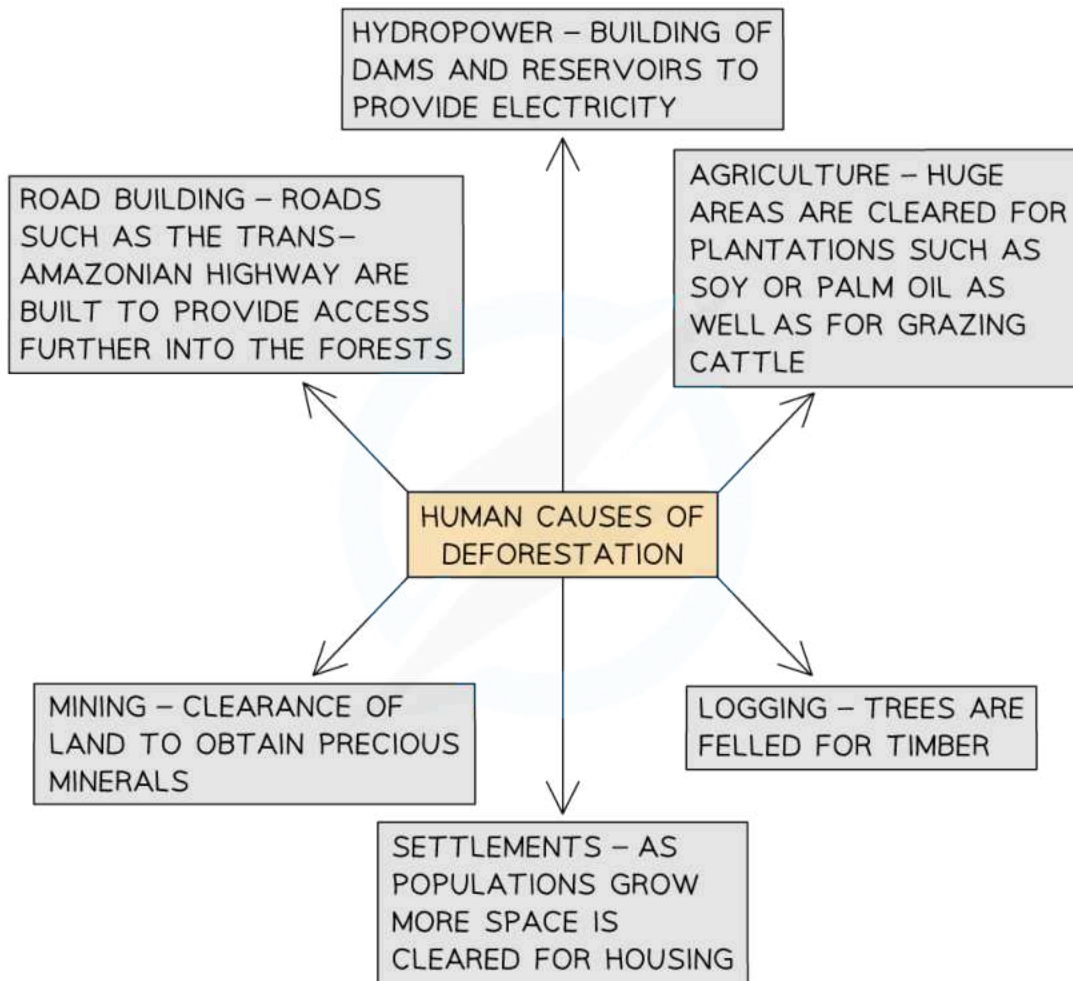 HYDROPOWER – BUILDING OF
DAMS AND RESERVOIRS TO
PROVIDE ELECTRICITY
ROAD BUILDING – ROADS
SUCH AS THE TRANS–
AMAZONIAN HIGHWAY ARE
BUILT TO PROVIDE ACCESS
FURTHER INTO THE FORESTS
AGRICULTURE – HUGE
AREAS ARE CLEARED FOR
PLANTATIONS SUCH AS
SOY OR PALM OIL AS
WELL AS FOR GRAZING
CATTLE
HUMAN CAUSES OF
DEFORESTATION
MINING – CLEARANCE OF
LAND TO OBTAIN PRECIOUS
MINERALS
LOGGING – TREES ARE
FELLED FOR TIMBER
SETTLEMENTS – AS
POPULATIONS GROW
MORE SPACE IS
CLEARED FOR HOUSING